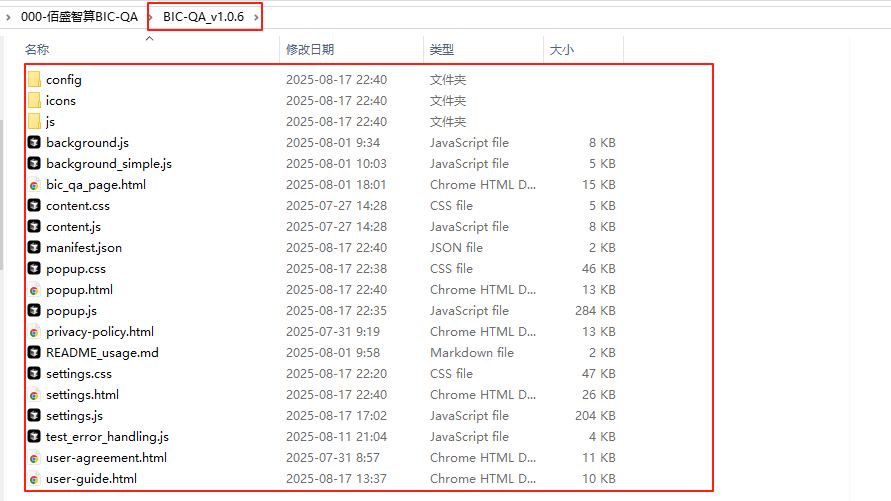 000-佰盛智算BIC-QA > BIC-QA_v1.0.6 >
名称 修改日期 类型 大小
config 2025-08-17 22:40 文件夹
icons 2025-08-17 22:40 文件夹
js 2025-08-17 22:40 文件夹
background.js 2025-08-01 9:34 JavaScript file 8 KB
background_simple.js 2025-08-01 10:03 JavaScript file 5 KB
bic_qa_page.html 2025-08-01 18:01 Chrome HTML D... 15 KB
content.css 2025-07-27 14:28 CSS file 5 KB
content.js 2025-07-27 14:28 JavaScript file 8 KB
manifest.json 2025-08-17 22:40 JSON file 2 KB
popup.css 2025-08-17 22:38 CSS file 46 KB
popup.html 2025-08-17 22:40 Chrome HTML D... 13 KB
popup.js 2025-08-17 22:35 JavaScript file 284 KB
privacy-policy.html 2025-07-31 9:19 Chrome HTML D... 13 KB
README_usage.md 2025-08-01 9:58 Markdown file 2 KB
settings.css 2025-08-17 22:20 CSS file 47 KB
settings.html 2025-08-17 22:40 Chrome HTML D... 26 KB
settings.js 2025-08-17 17:02 JavaScript file 204 KB
test_error_handling.js 2025-08-11 21:04 JavaScript file 4 KB
user-agreement.html 2025-07-31 8:57 Chrome HTML D... 11 KB
user-guide.html 2025-08-17 13:37 Chrome HTML D... 10 KB